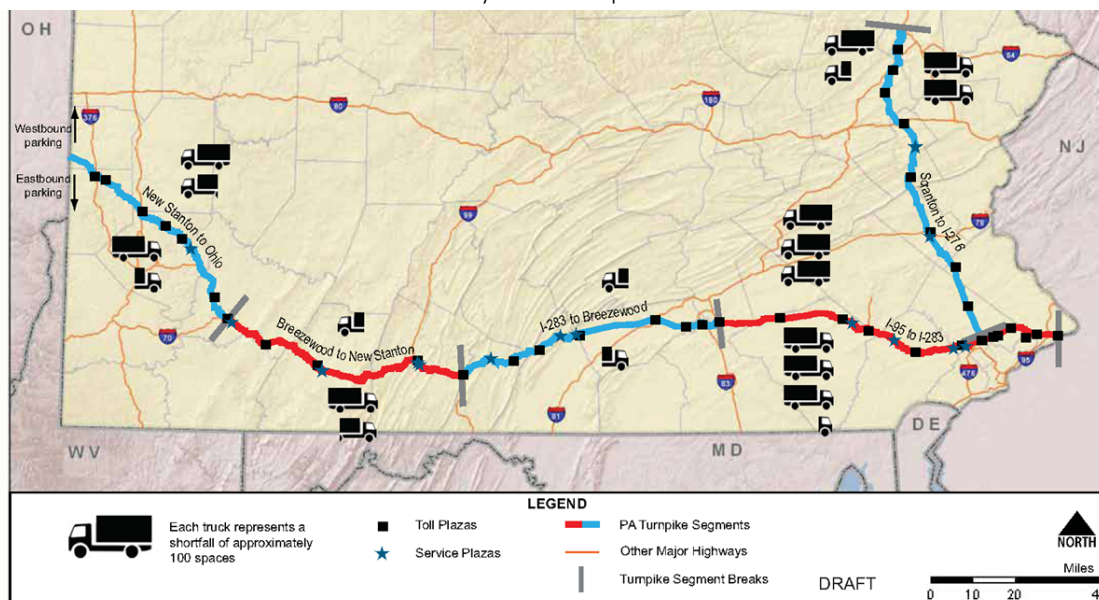 OH
84
376
80
180
Westbound
parking
NJ
Eastbound
parking
New Stanton to Ohio
Scranton to I-276
99
78
I-283 to Breezewood
Breezewood to New Stanton
I-95 to I-283
70
476
95
83
81
DE
WV
MD
LEGEND
Each truck represents a
shortfall of approximately
100 spaces
Toll Plazas
Service Plazas
PA Turnpike Segments
Other Major Highways
Turnpike Segment Breaks
DRAFT
NORTH
Miles
0 10 20 4